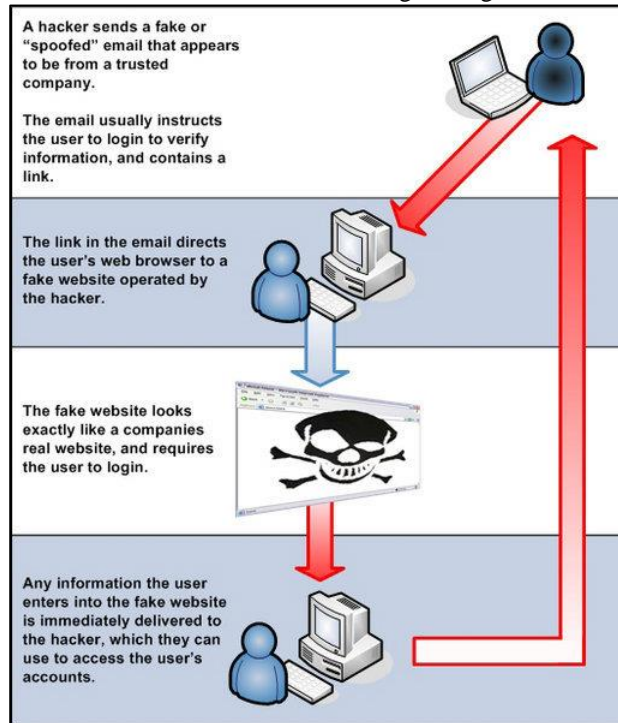 A hacker sends a fake or
“spoofed” email that appears
to be from a trusted
company.
The email usually instructs
the user to login to verify
information, and contains a
link.
The link in the email directs
the user's web browser to a
fake website operated by
the hacker.
The fake website looks
exactly like a companies
real website, and requires
the user to login.
Any information the user
enters into the fake website
is immediately delivered to
the hacker, which they can
use to access the user's
accounts.